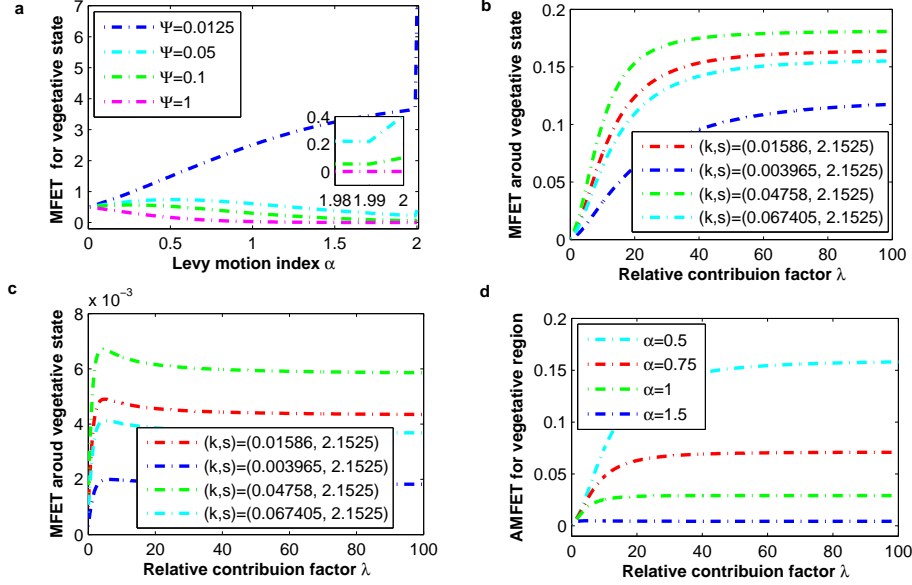 a
MFET for vegetative state
7
6
5
4
3
2
1
0
Ψ=0.0125
Ψ=0.05
Ψ=0.1
Ψ=1
0.4
0.2
0
1.98 1.99 2
0 0.5 1 1.5 2
Levy motion index α
b
MFET aroud vegetative state
0.2
0.15
0.1
0.05
0
(k,s)=(0.01586, 2.1525)
(k,s)=(0.003965, 2.1525)
(k,s)=(0.04758, 2.1525)
(k,s)=(0.067405, 2.1525)
0 20 40 60 80 100
Relative contribuion factor λ
c
x 10⁻³
MFET aroud vegetative state
8
6
4
2
0
(k,s)=(0.01586, 2.1525)
(k,s)=(0.003965, 2.1525)
(k,s)=(0.04758, 2.1525)
(k,s)=(0.067405, 2.1525)
0 20 40 60 80 100
Relative contribuion factor λ
d
AMFET for vegetative region
0.2
0.15
0.1
0.05
0
α=0.5
α=0.75
α=1
α=1.5
0 20 40 60 80 100
Relative contribuion factor λ